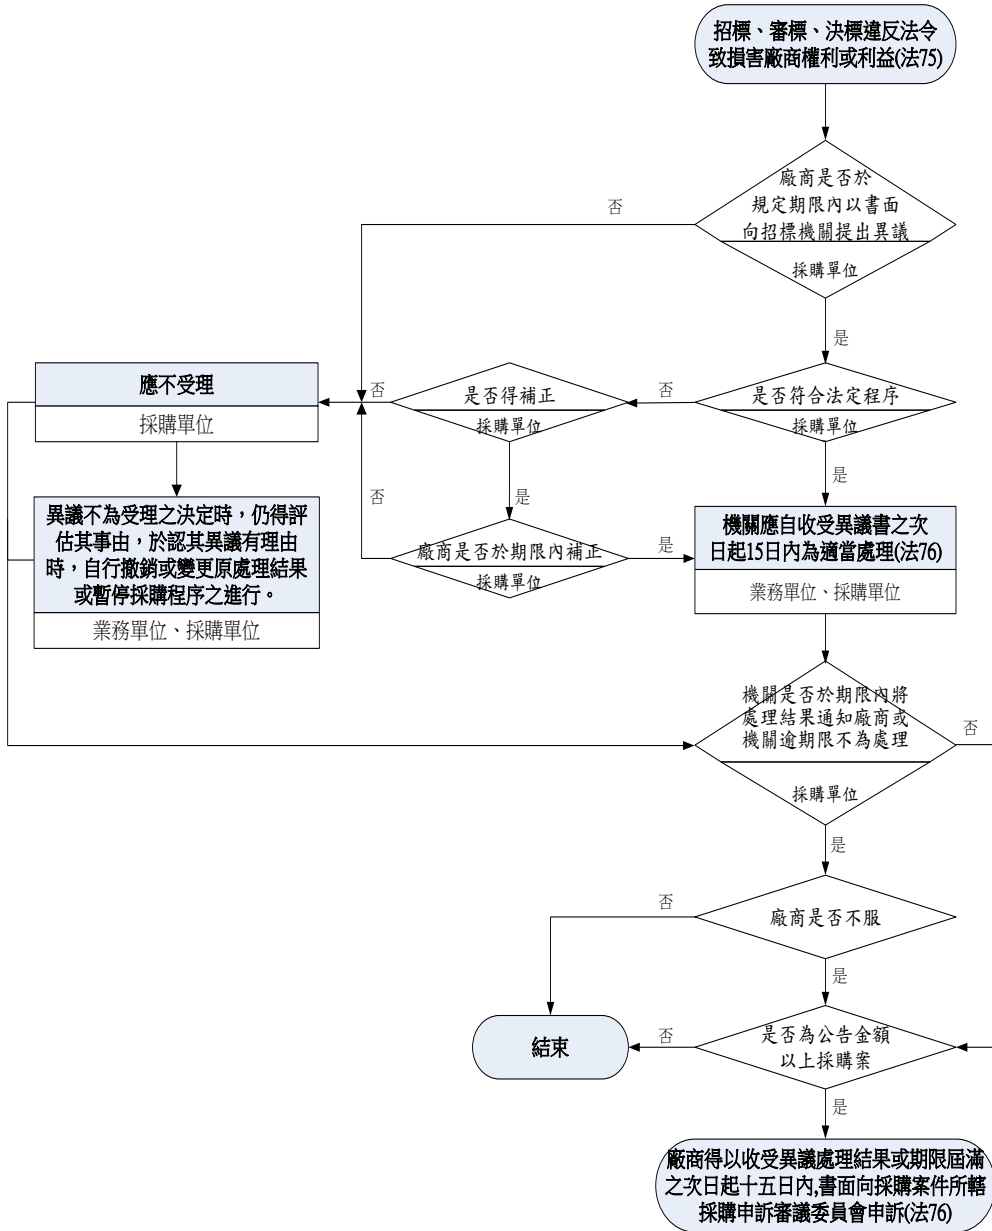 招標、審標、決標違反法令
致損害廠商權利或利益(法75)
廠商是否於
規定期限內以書面
向招標機關提出異議
採購單位
否
是
應不受理
採購單位
否
是否得補正
採購單位
否
是否符合法定程序
採購單位
是
是
異議不為受理之決定時，仍得評
估其事由，於認其異議有理由
時，自行撤銷或變更原處理結果
或暫停採購程序之進行。
業務單位、採購單位
否
廠商是否於期限內補正
採購單位
是
機關應自收受異議書之次
日起15日內為適當處理(法76)
業務單位、採購單位
機關是否於期限內將
處理結果通知廠商或
機關逾期限不為處理
採購單位
否
是
否
廠商是否不服
是
結束
否
是否為公告金額
以上採購案
是
廠商得以收受異議處理結果或期限屆滿
之次日起十五日內,書面向採購案件所轄
採購申訴審議委員會申訴(法76)